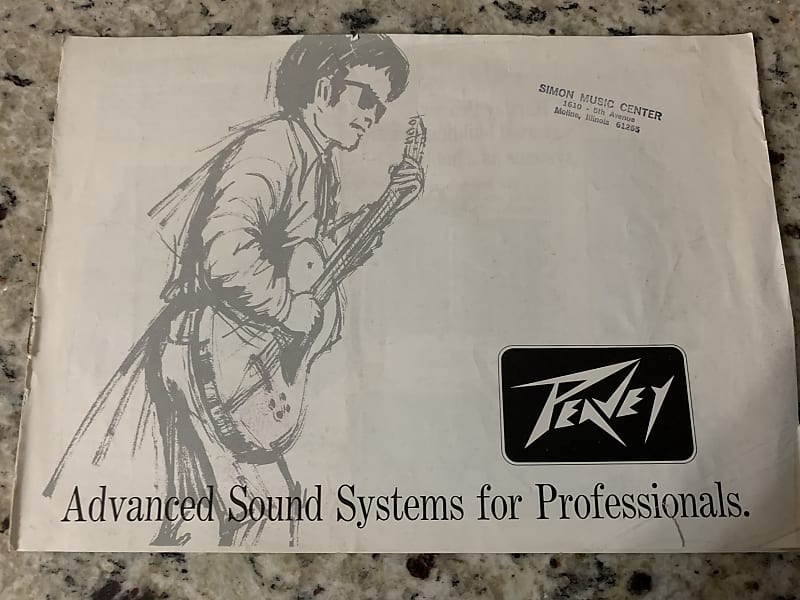 SIMON MUSIC CENTER
1610 - 5th Avenue
Moline, Illinois 61265
PEAVEY
Advanced Sound Systems for Professionals.